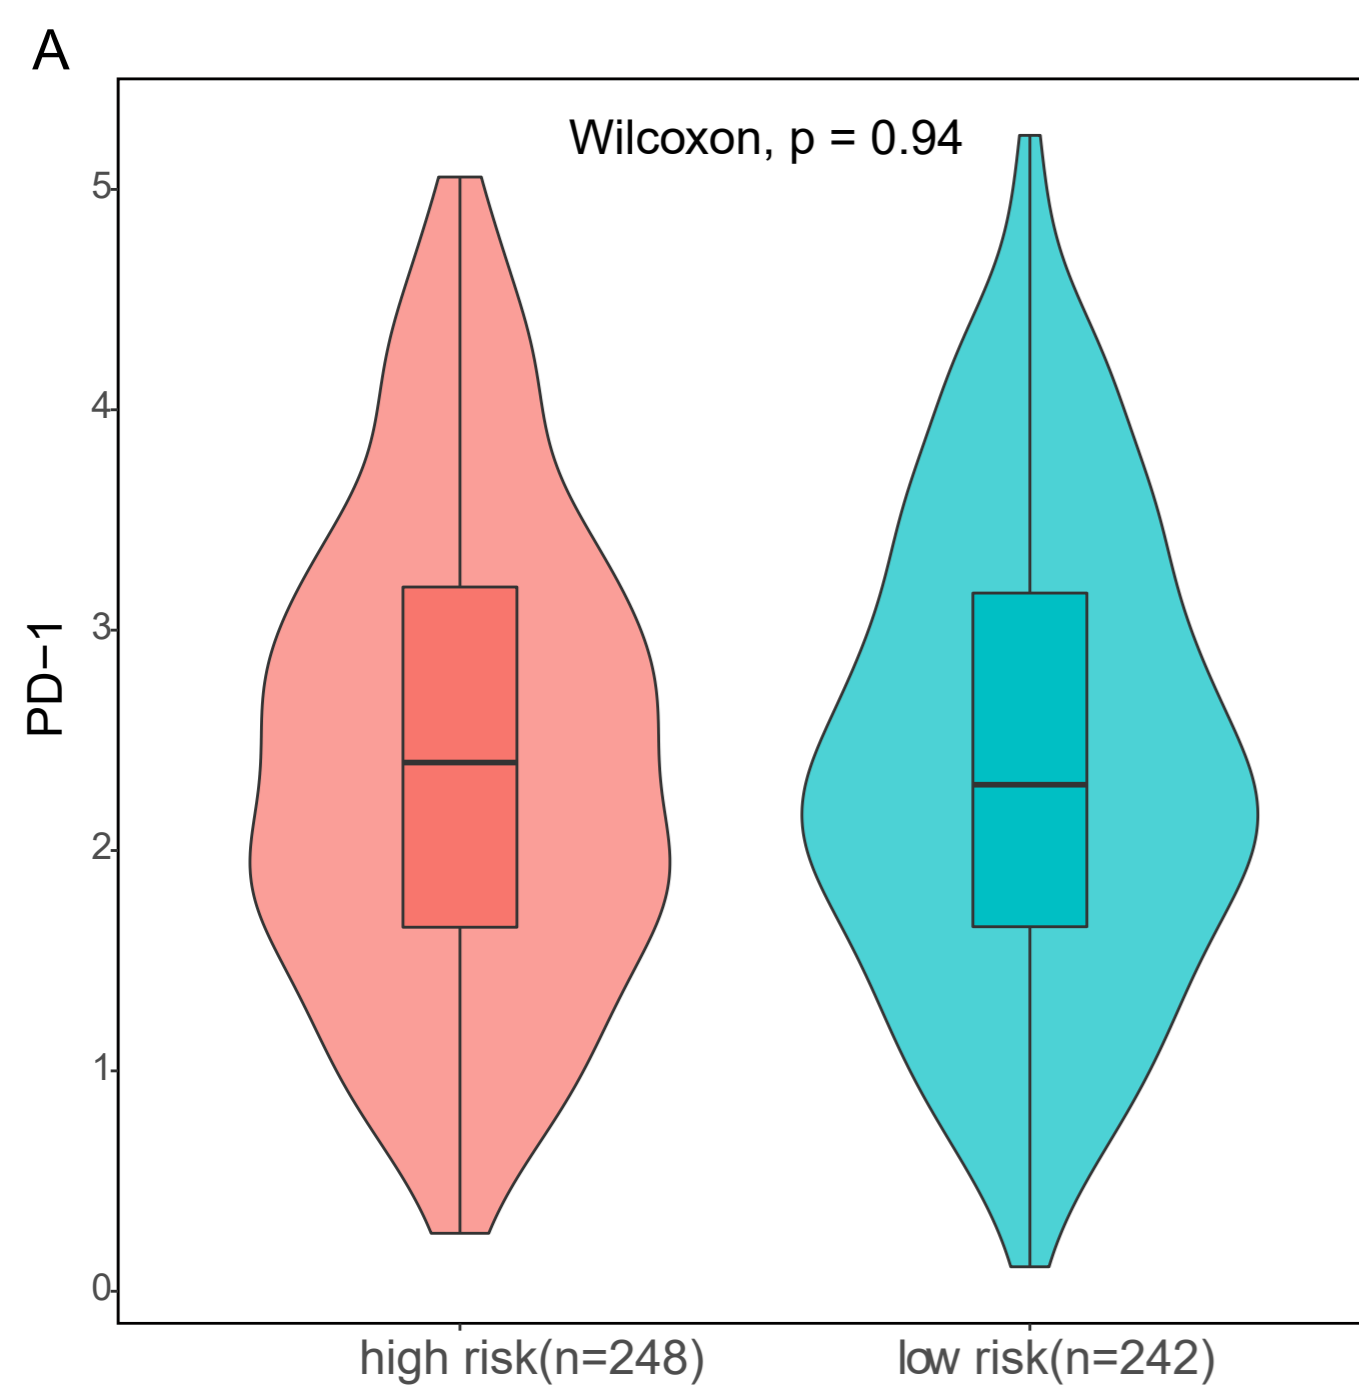 A
Wilcoxon, p = 0.94
5
4
3
2
1
0
PD−1
high risk(n=248)
low risk(n=242)